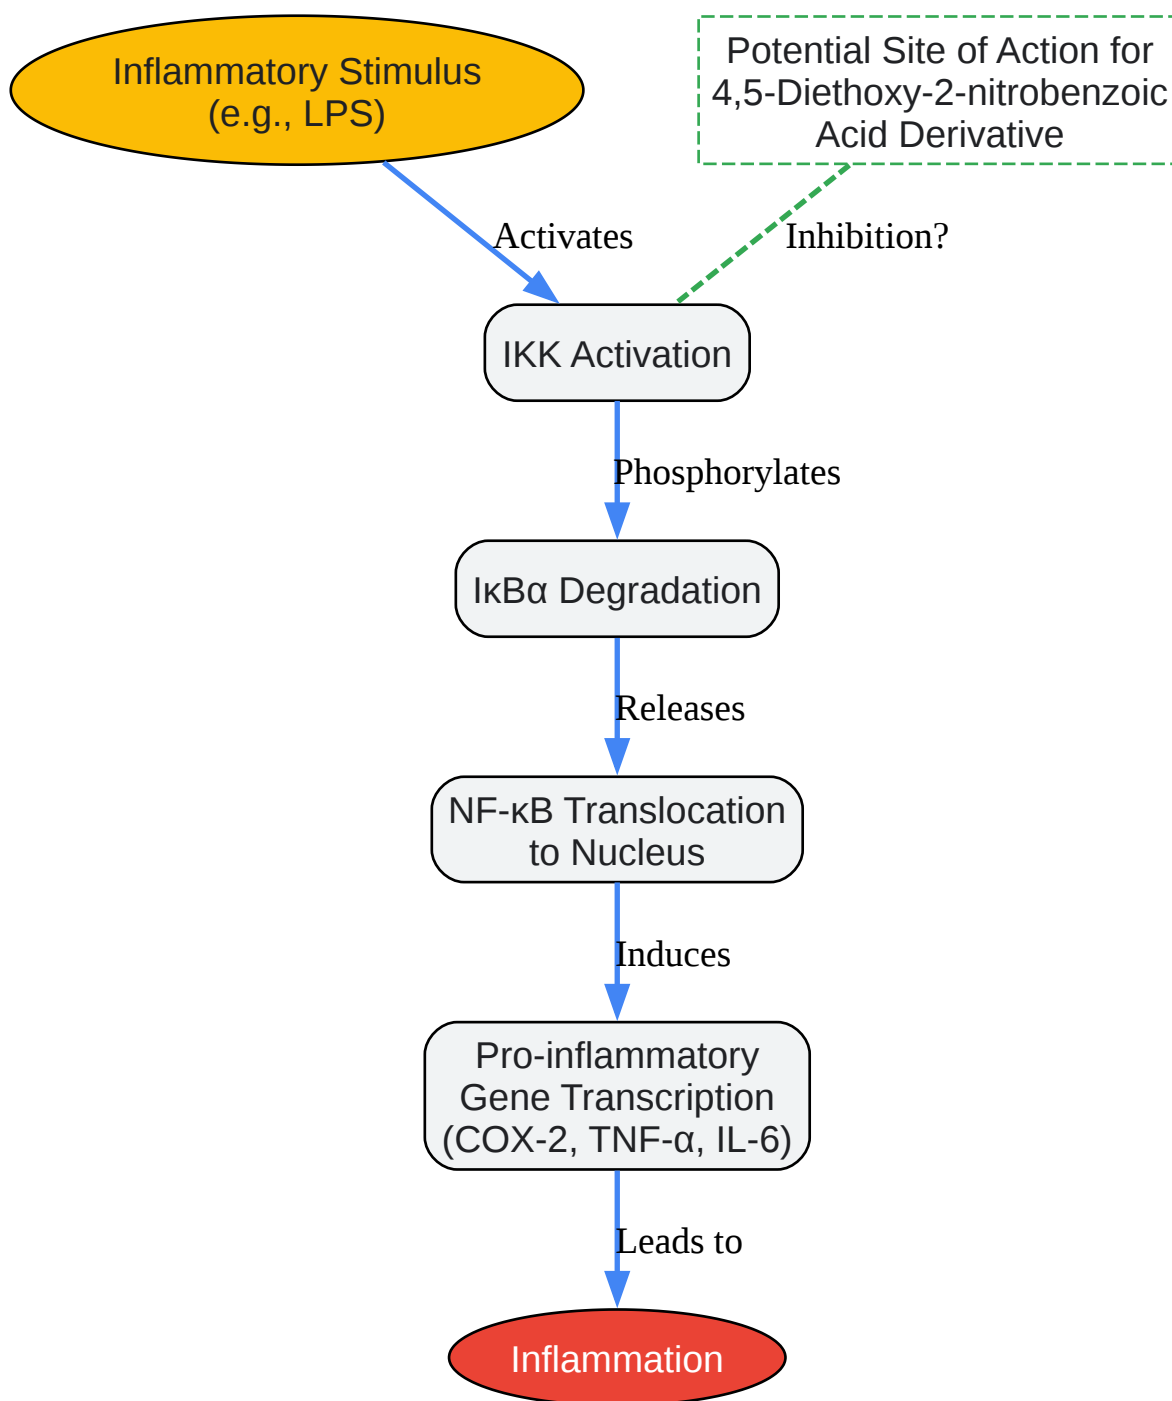 Inflammatory Stimulus
(e.g., LPS)
Potential Site of Action for
4,5-Diethoxy-2-nitrobenzoic
Acid Derivative
Activates
Inhibition?
IKK Activation
Phosphorylates
IκBα Degradation
Releases
NF-κB Translocation
to Nucleus
Induces
Pro-inflammatory
Gene Transcription
(COX-2, TNF-α, IL-6)
Leads to
Inflammation